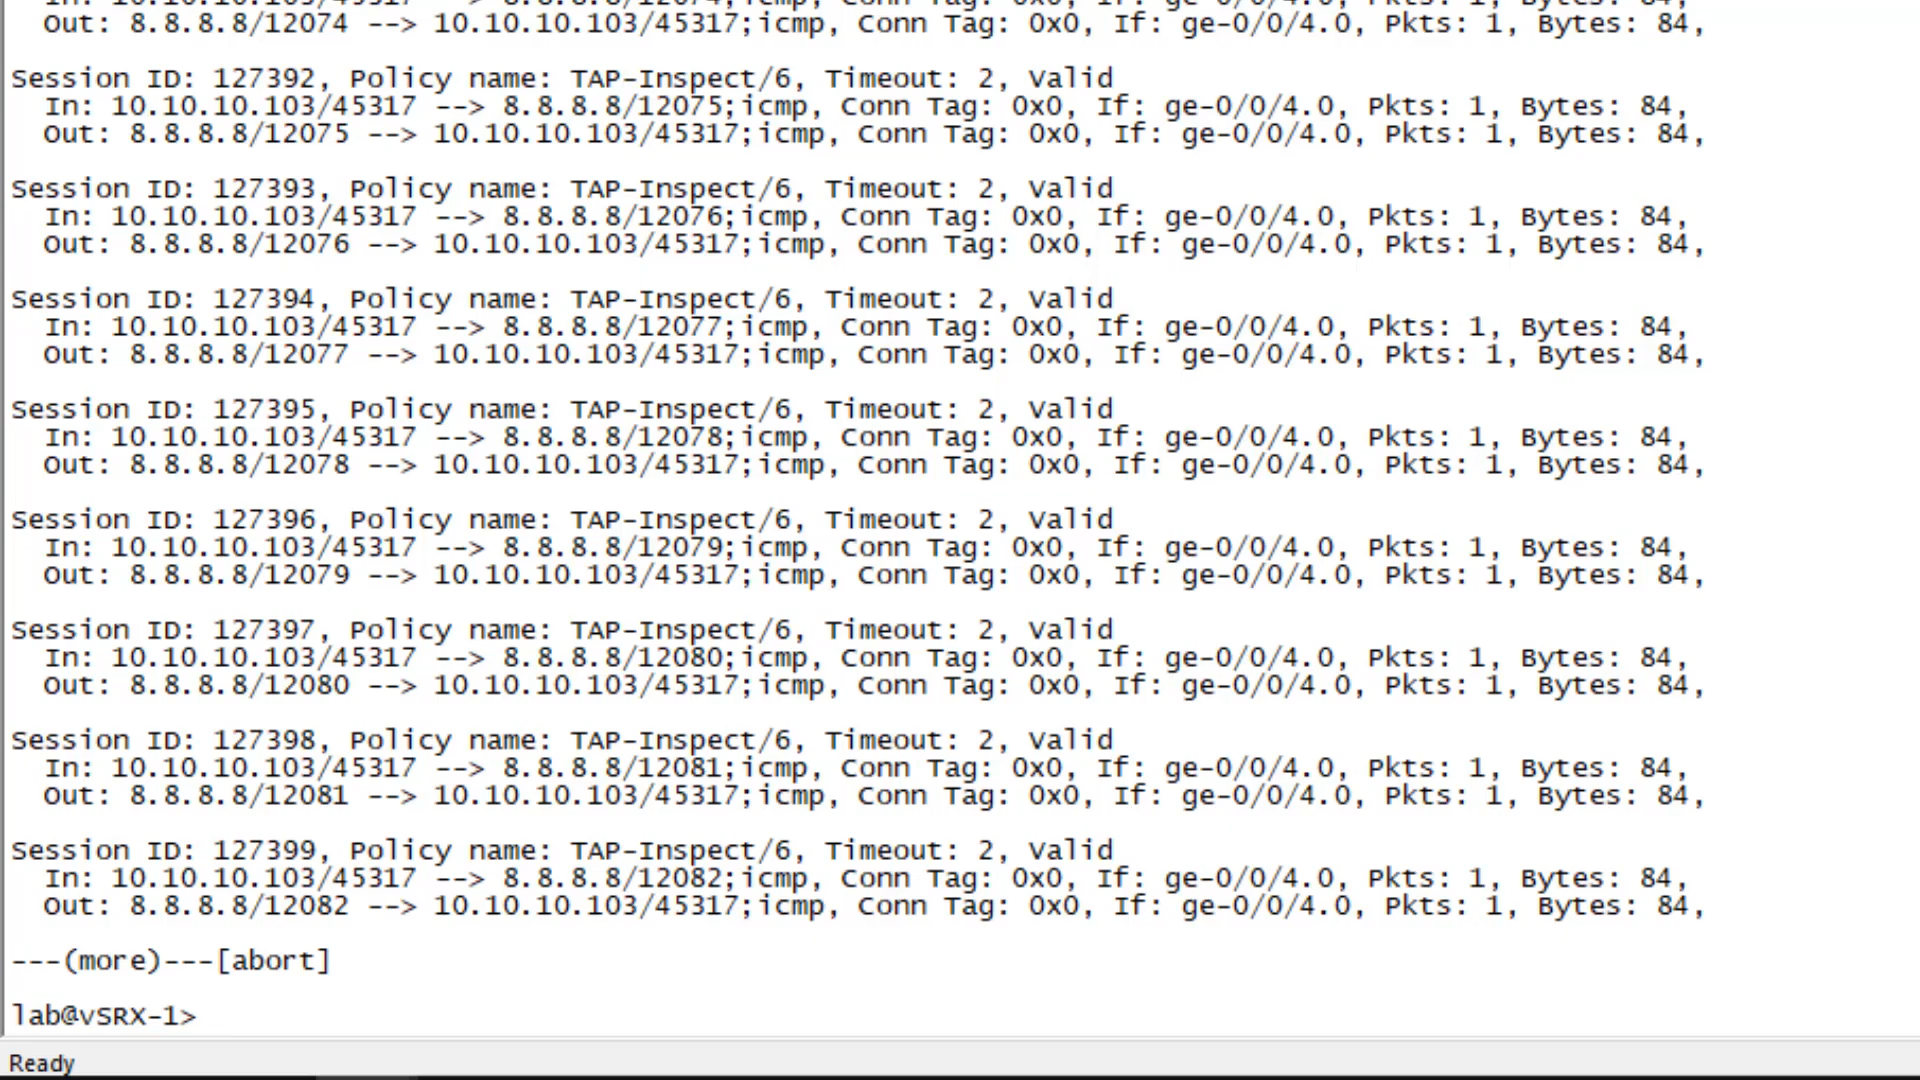 In: 10.10.10.103/45317 --> 8.8.8.8/12074;icmp, Conn Tag: 0x0, If: ge-0/0/4.0, Pkts: 1, Bytes: 84,
Out: 8.8.8.8/12074 --> 10.10.10.103/45317;icmp, Conn Tag: 0x0, If: ge-0/0/4.0, Pkts: 1, Bytes: 84,
Session ID: 127392, Policy name: TAP-Inspect/6, Timeout: 2, Valid
In: 10.10.10.103/45317 --> 8.8.8.8/12075;icmp, Conn Tag: 0x0, If: ge-0/0/4.0, Pkts: 1, Bytes: 84,
Out: 8.8.8.8/12075 --> 10.10.10.103/45317;icmp, Conn Tag: 0x0, If: ge-0/0/4.0, Pkts: 1, Bytes: 84,
Session ID: 127393, Policy name: TAP-Inspect/6, Timeout: 2, Valid
In: 10.10.10.103/45317 --> 8.8.8.8/12076;icmp, Conn Tag: 0x0, If: ge-0/0/4.0, Pkts: 1, Bytes: 84,
Out: 8.8.8.8/12076 --> 10.10.10.103/45317;icmp, Conn Tag: 0x0, If: ge-0/0/4.0, Pkts: 1, Bytes: 84,
Session ID: 127394, Policy name: TAP-Inspect/6, Timeout: 2, Valid
In: 10.10.10.103/45317 --> 8.8.8.8/12077;icmp, Conn Tag: 0x0, If: ge-0/0/4.0, Pkts: 1, Bytes: 84,
Out: 8.8.8.8/12077 --> 10.10.10.103/45317;icmp, Conn Tag: 0x0, If: ge-0/0/4.0, Pkts: 1, Bytes: 84,
Session ID: 127395, Policy name: TAP-Inspect/6, Timeout: 2, Valid
In: 10.10.10.103/45317 --> 8.8.8.8/12078;icmp, Conn Tag: 0x0, If: ge-0/0/4.0, Pkts: 1, Bytes: 84,
Out: 8.8.8.8/12078 --> 10.10.10.103/45317;icmp, Conn Tag: 0x0, If: ge-0/0/4.0, Pkts: 1, Bytes: 84,
Session ID: 127396, Policy name: TAP-Inspect/6, Timeout: 2, Valid
In: 10.10.10.103/45317 --> 8.8.8.8/12079;icmp, Conn Tag: 0x0, If: ge-0/0/4.0, Pkts: 1, Bytes: 84,
Out: 8.8.8.8/12079 --> 10.10.10.103/45317;icmp, Conn Tag: 0x0, If: ge-0/0/4.0, Pkts: 1, Bytes: 84,
Session ID: 127397, Policy name: TAP-Inspect/6, Timeout: 2, Valid
In: 10.10.10.103/45317 --> 8.8.8.8/12080;icmp, Conn Tag: 0x0, If: ge-0/0/4.0, Pkts: 1, Bytes: 84,
Out: 8.8.8.8/12080 --> 10.10.10.103/45317;icmp, Conn Tag: 0x0, If: ge-0/0/4.0, Pkts: 1, Bytes: 84,
Session ID: 127398, Policy name: TAP-Inspect/6, Timeout: 2, Valid
In: 10.10.10.103/45317 --> 8.8.8.8/12081;icmp, Conn Tag: 0x0, If: ge-0/0/4.0, Pkts: 1, Bytes: 84,
Out: 8.8.8.8/12081 --> 10.10.10.103/45317;icmp, Conn Tag: 0x0, If: ge-0/0/4.0, Pkts: 1, Bytes: 84,
Session ID: 127399, Policy name: TAP-Inspect/6, Timeout: 2, Valid
In: 10.10.10.103/45317 --> 8.8.8.8/12082;icmp, Conn Tag: 0x0, If: ge-0/0/4.0, Pkts: 1, Bytes: 84,
Out: 8.8.8.8/12082 --> 10.10.10.103/45317;icmp, Conn Tag: 0x0, If: ge-0/0/4.0, Pkts: 1, Bytes: 84,
---(more)---[abort]
lab@vSRX-1>
Ready